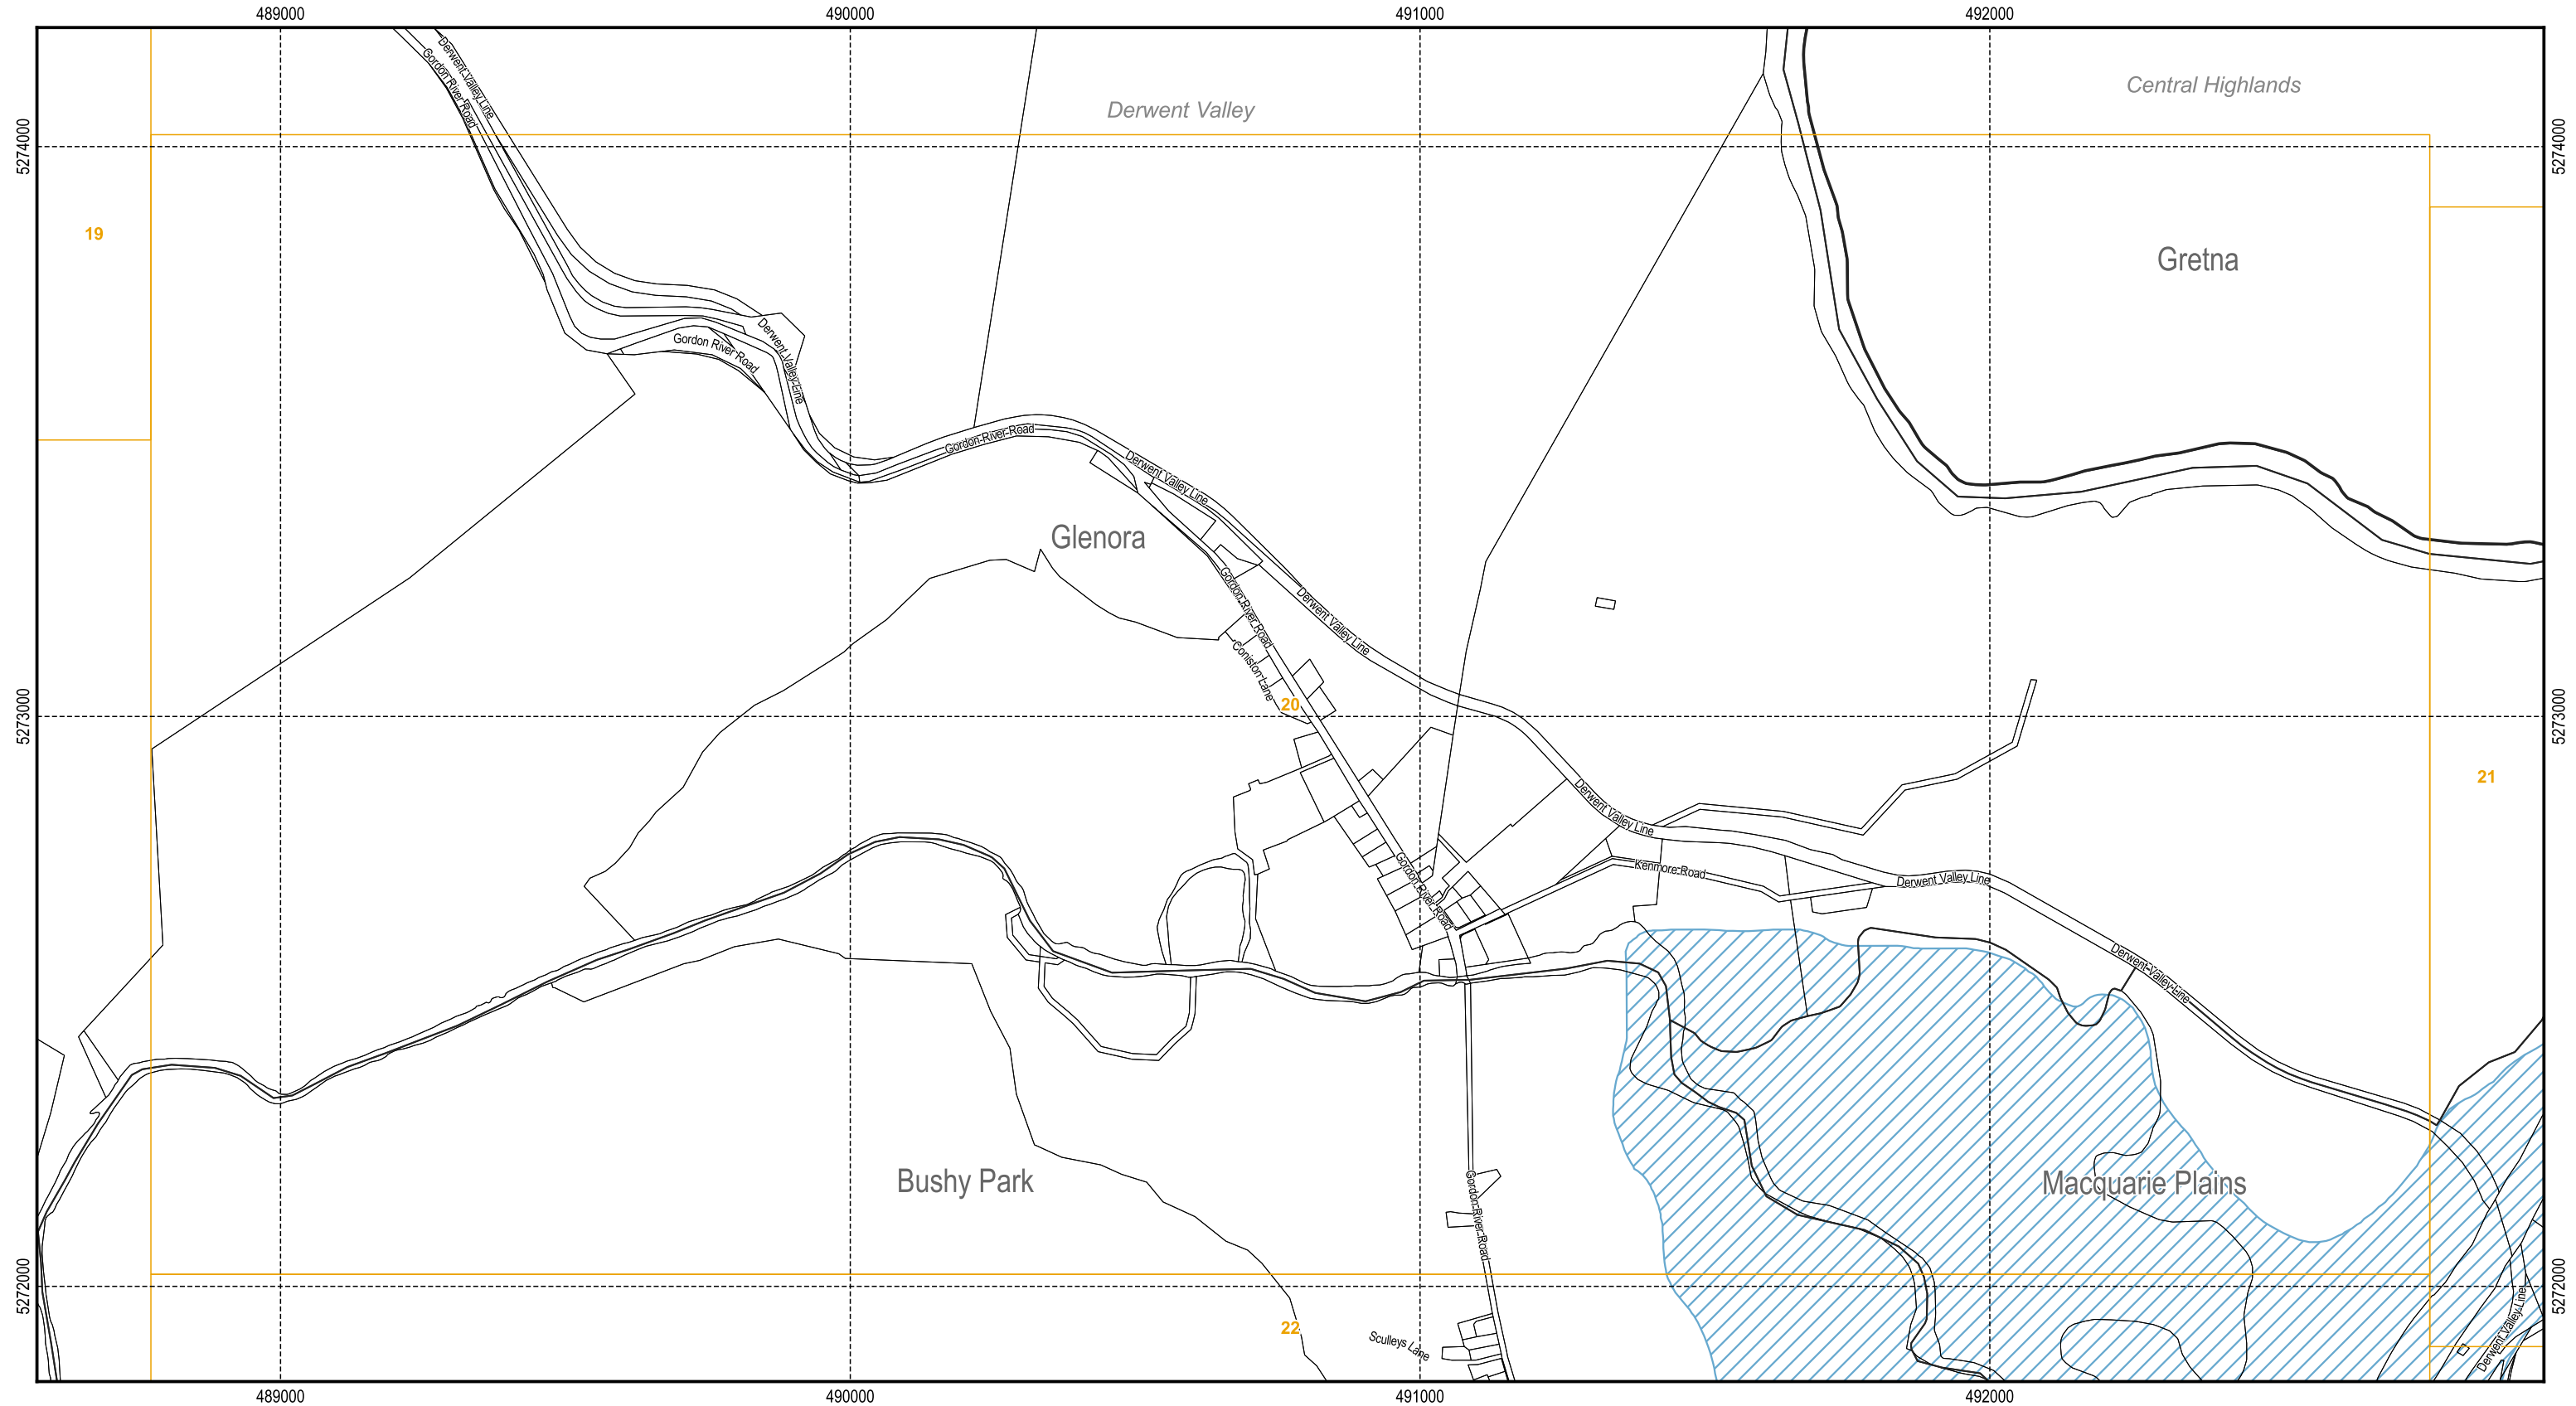 489000
490000
491000
492000
Derwent Valley Line
Gordon River Road
Central Highlands
Derwent Valley
5274000
5274000
19
Gretna
Derwent Valley Line
Gordon River Road
Gordon River Road
Derwent Valley Line
Glenora
Gordon River Road
Derwent Valley Line
Coniston Lane
20
5273000
5273000
21
Derwent Valley Line
Gordon River Road
Kenmore Road
Derwent Valley Line
Derwent Valley Line
Bushy Park
Macquarie Plains
Gordon River Road
5272000
5272000
22
Sculleys Lane
Derwent Valley Line
489000
490000
491000
492000